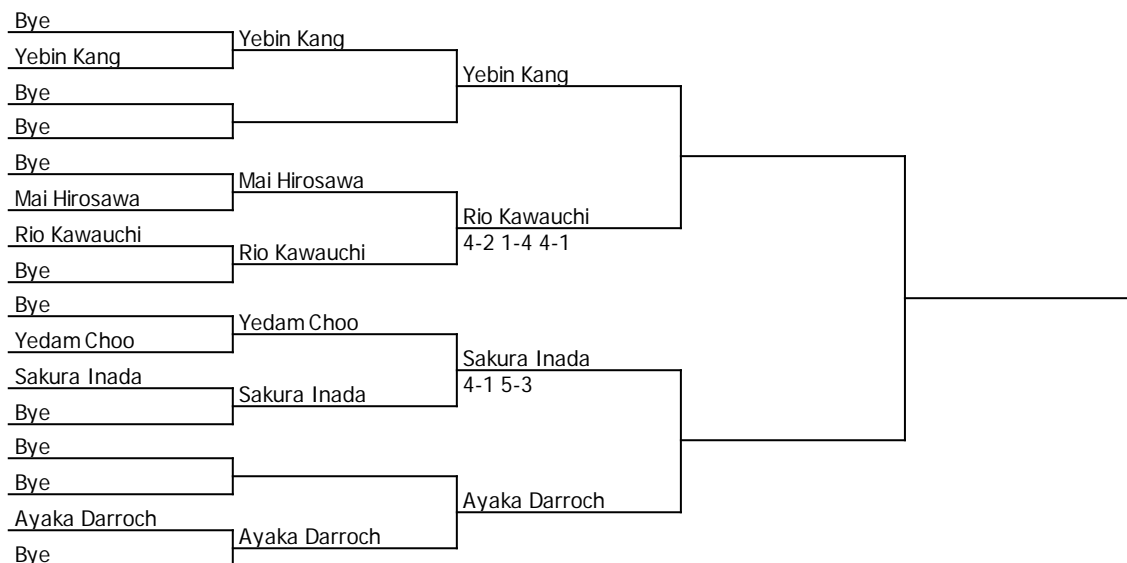 Bye
Yebin Kang
Bye
Bye
Bye
Mai Hirosawa
Rio Kawauchi
Bye
Bye
Yedam Choo
Sakura Inada
Bye
Bye
Bye
Ayaka Darroch
Bye
Yebin Kang
Mai Hirosawa
Rio Kawauchi
Yedam Choo
Sakura Inada
Ayaka Darroch
Yebin Kang
Rio Kawauchi
4-2 1-4 4-1
Sakura Inada
4-1 5-3
Ayaka Darroch